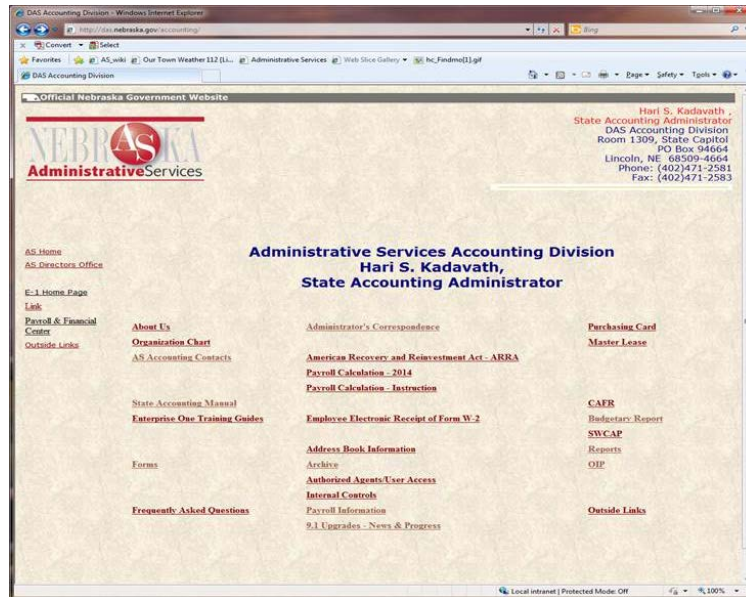 DAS Accounting Division - Windows Internet Explorer
http://das.nebraska.gov/accounting/
Bing
x Convert Select
Favorites AS_wiki Our Town Weather 112 (Li... Administrative Services Web Slice Gallery hc_Findme[1].gif
DAS Accounting Division
Page Safety Tools
Official Nebraska Government Website
NEBRASKA
AdministrativeServices
Hari S. Kadavath ,
State Accounting Administrator
DAS Accounting Division
Room 1309, State Capitol
PO Box 94664
Lincoln, NE 68509-4664
Phone: (402)471-2581
Fax: (402)471-2583
AS Home
AS Directors Office
E-1 Home Page
Link
Payroll & Financial
Center
Outside Links
Administrative Services Accounting Division
Hari S. Kadavath,
State Accounting Administrator
About Us Administrator's Correspondence Purchasing Card
Organization Chart Master Lease
AS Accounting Contacts American Recovery and Reinvestment Act - ARRA
Payroll Calculation - 2014
Payroll Calculation - Instruction
State Accounting Manual CAFR
Enterprise One Training Guides Employee Electronic Receipt of Form W-2 Budgetary Report
SWCAP
Address Book Information Reports
Forms Archive OIP
Authorized Agents/User Access
Internal Controls
Frequently Asked Questions Payroll Information Outside Links
9.1 Upgrades - News & Progress
Local intranet | Protected Mode: Off 100%